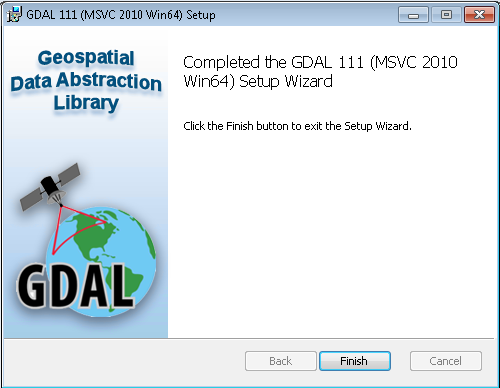 GDAL 111 (MSVC 2010 Win64) Setup
Geospatial
Data Abstraction
Library
GDAL
Completed the GDAL 111 (MSVC 2010
Win64) Setup Wizard
Click the Finish button to exit the Setup Wizard.
Back
Finish
Cancel